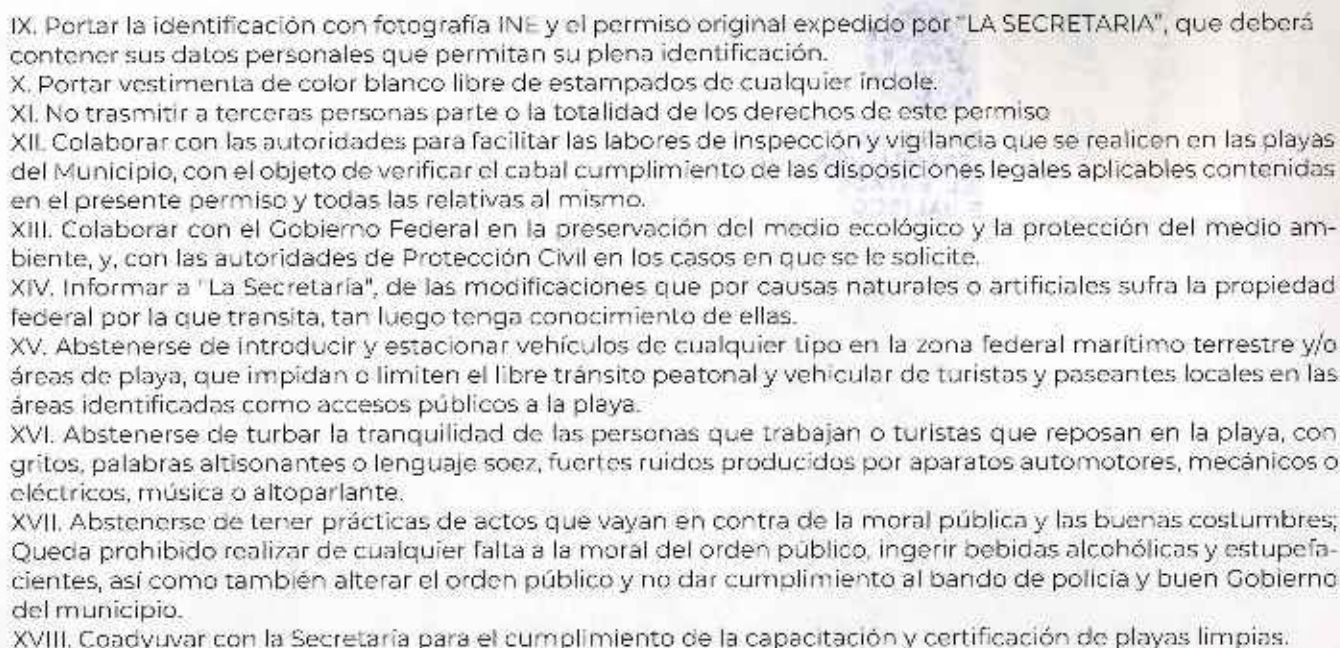 IX. Portar la identificación con fotografía INE y el permiso original expedido por "LA SECRETARIA", que deberá
contener sus datos personales que permitan su plena identificación.
X. Portar vestimenta de color blanco libre de estampados de cualquier índole.
XI. No trasmitir a terceras personas parte o la totalidad de los derechos de este permiso
XII. Colaborar con las autoridades para facilitar las labores de inspección y vigilancia que se realicen en las playas
del Municipio, con el objeto de verificar el cabal cumplimiento de las disposiciones legales aplicables contenidas
en el presente permiso y todas las relativas al mismo.
XIII. Colaborar con el Gobierno Federal en la preservación del medio ecológico y la protección del medio am-
biente, y, con las autoridades de Protección Civil en los casos en que se le solicite.
XIV. Informar a "La Secretaría", de las modificaciones que por causas naturales o artificiales sufra la propiedad
federal por la que transita, tan luego tenga conocimiento de ellas.
XV. Abstenerse de introducir y estacionar vehículos de cualquier tipo en la zona federal marítimo terrestre y/o
áreas de playa, que impidan o limiten el libre tránsito peatonal y vehicular de turistas y paseantes locales en las
áreas identificadas como accesos públicos a la playa.
XVI. Abstenerse de turbar la tranquilidad de las personas que trabajan o turistas que reposan en la playa, con
gritos, palabras altisonantes o lenguaje soez, fuertes ruidos producidos por aparatos automotores, mecánicos o
eléctricos, música o altoparlante.
XVII. Abstenerse de tener prácticas de actos que vayan en contra de la moral pública y las buenas costumbres;
Queda prohibido realizar de cualquier falta a la moral del orden público, ingerir bebidas alcohólicas y estupefa-
cientes, así como también alterar el orden público y no dar cumplimiento al bando de policía y buen Gobierno
del municipio.
XVIII. Coadyuvar con la Secretaría para el cumplimiento de la capacitación y certificación de playas limpias.